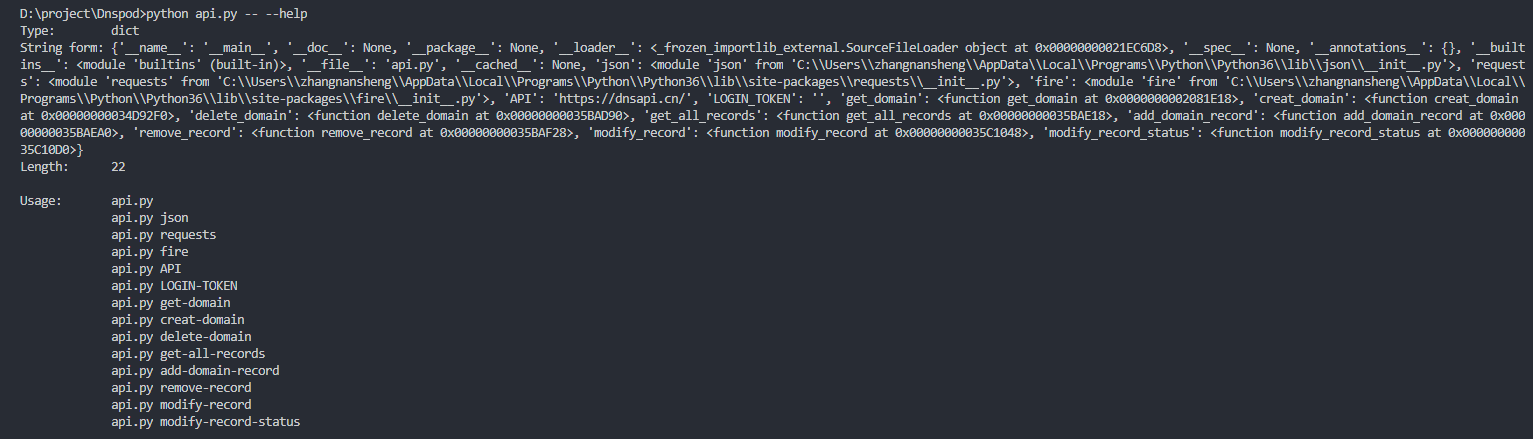 D:\project\Dnspod>python api.py -- --help
Type:       dict
String form: {'__name__': '__main__', '__doc__': None, '__package__': None, '__loader__': <_frozen_importlib_external.SourceFileLoader object at 0x00000000021EC6D8>, '__spec__': None, '__annotations__': {}, '__built
ins__': <module 'builtins' (built-in)>, '__file__': 'api.py', '__cached__': None, 'json': <module 'json' from 'C:\\Users\\zhangnansheng\\AppData\\Local\\Programs\\Python\\Python36\\lib\\json\\__init__.py'>, 'request
s': <module 'requests' from 'C:\\Users\\zhangnansheng\\AppData\\Local\\Programs\\Python\\Python36\\lib\\site-packages\\requests\\__init__.py'>, 'fire': <module 'fire' from 'C:\\Users\\zhangnansheng\\AppData\\Local\\
Programs\\Python\\Python36\\lib\\site-packages\\fire\\__init__.py'>, 'API': 'https://dnsapi.cn/', 'LOGIN_TOKEN': '', 'get_domain': <function get_domain at 0x0000000002081E18>, 'creat_domain': <function creat_domain
at 0x00000000034D92F0>, 'delete_domain': <function delete_domain at 0x00000000035BAD90>, 'get_all_records': <function get_all_records at 0x00000000035BAE18>, 'add_domain_record': <function add_domain_record at 0x000
00000035BAEA0>, 'remove_record': <function remove_record at 0x00000000035BAF28>, 'modify_record': <function modify_record at 0x00000000035C1048>, 'modify_record_status': <function modify_record_status at 0x000000000
35C10D0>}
Length:     22
Usage:      api.py
api.py json
api.py requests
api.py fire
api.py API
api.py LOGIN-TOKEN
api.py get-domain
api.py creat-domain
api.py delete-domain
api.py get-all-records
api.py add-domain-record
api.py remove-record
api.py modify-record
api.py modify-record-status